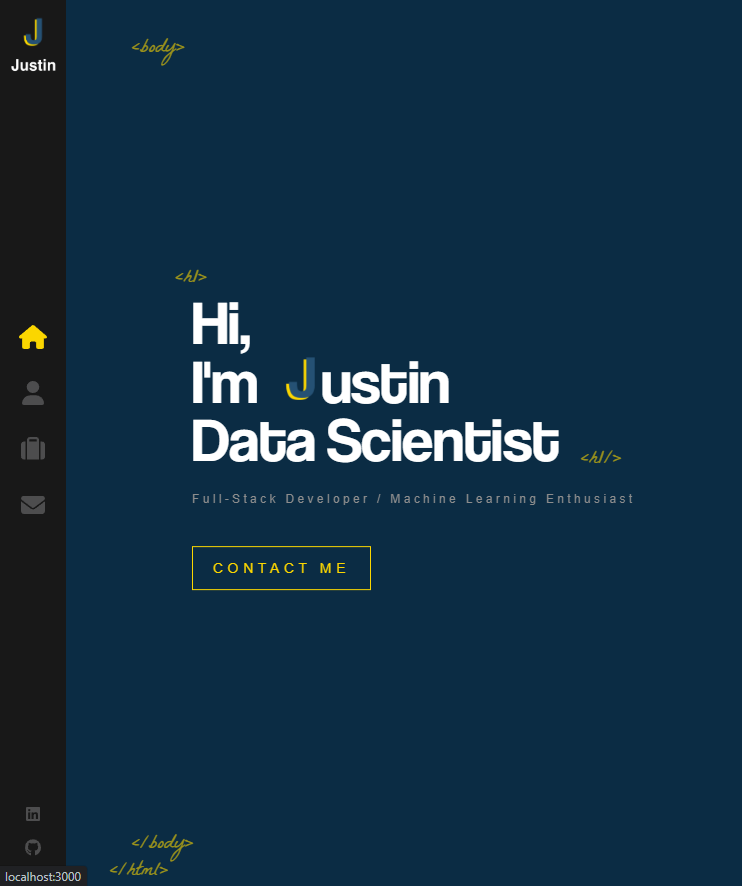 J
Justin
<body>
<h1>
Hi,
I'm Justin
Data Scientist
<h1/>
Full-Stack Developer / Machine Learning Enthusiast
CONTACT ME
in
</body>
</html>
localhost:3000